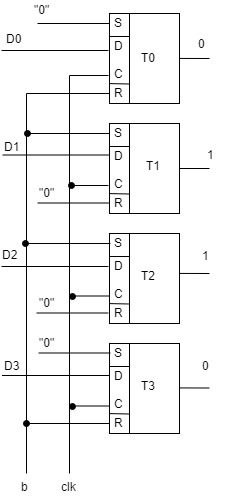 "0" S
D0 D T0 0
C
R
S
D1 D T1 1
C
"0" R
S
D2 D T2 1
C
"0" R
"0" S
D3 D T3 0
C
R
b clk